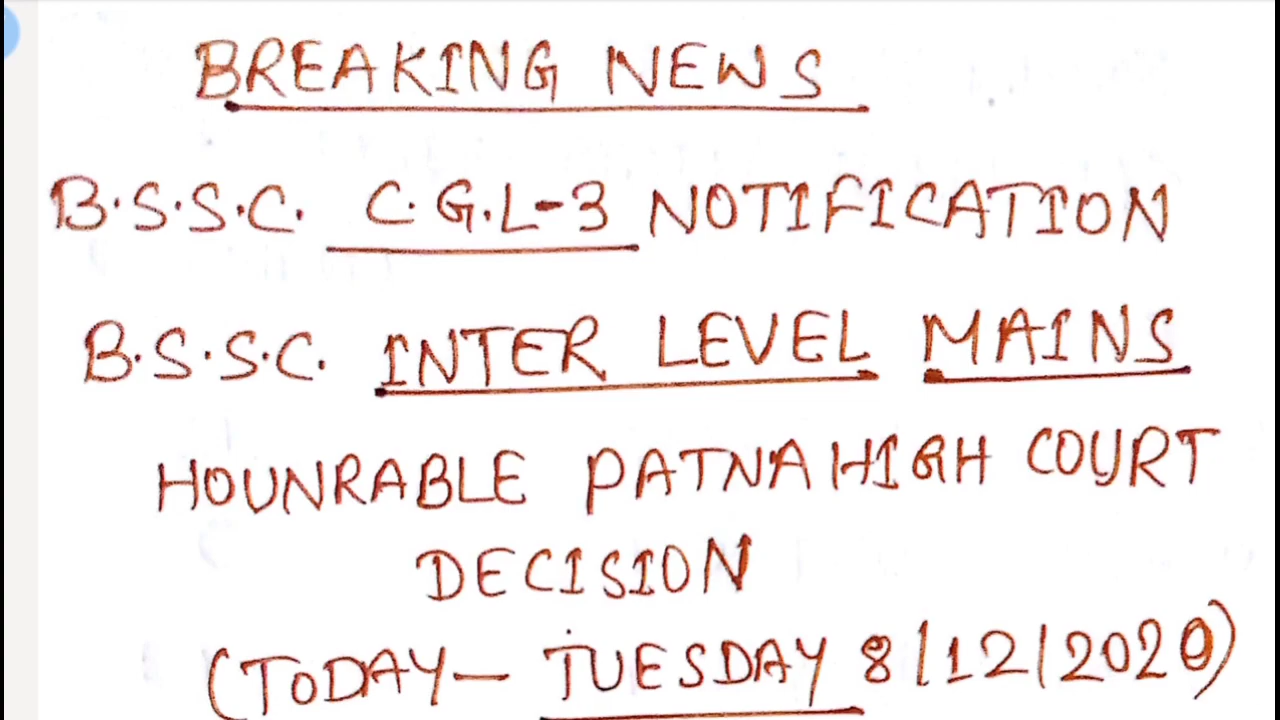 BREAKING NEWS
B.S.S.C. C.G.L-3 NOTIFICATION
B.S.S.C. INTER LEVEL MAINS
HOUNRABLE PATNA HIGH COURT
DECISION
(TODAY- TUESDAY 8/12/2020)